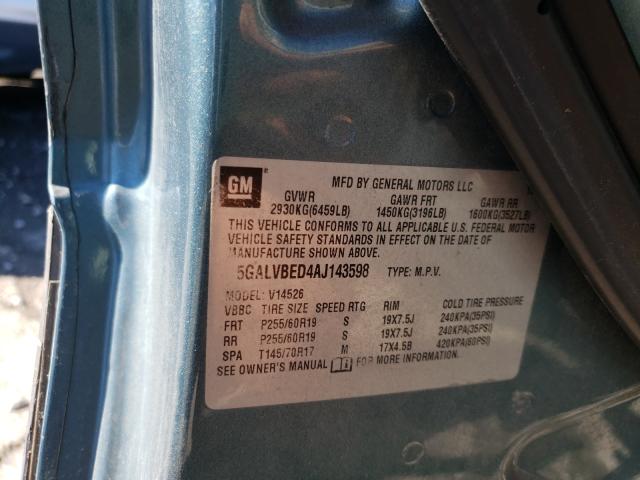 GM
MFD BY GENERAL MOTORS LLC
GVWR GAWR FRT GAWR RR
2930KG(6459LB) 1450KG(3196LB) 1600KG(3527LB)
THIS VEHICLE CONFORMS TO ALL APPLICABLE U.S. FEDERAL MOTOR
VEHICLE SAFETY STANDARDS IN EFFECT ON THE DATE OF
MANUFACTURE SHOWN ABOVE.
5GALVBED4AJ143598 TYPE: M.P.V.
MODEL: V14526
VBBC TIRE SIZE SPEED RTG RIM COLD TIRE PRESSURE
FRT P255/60R19 S 19X7.5J 240KPA(35PSI)
RR P255/60R19 S 19X7.5J 240KPA(35PSI)
SPA T145/70R17 M 17X4.5B 420KPA(60PSI)
SEE OWNER'S MANUAL FOR MORE INFORMATION.